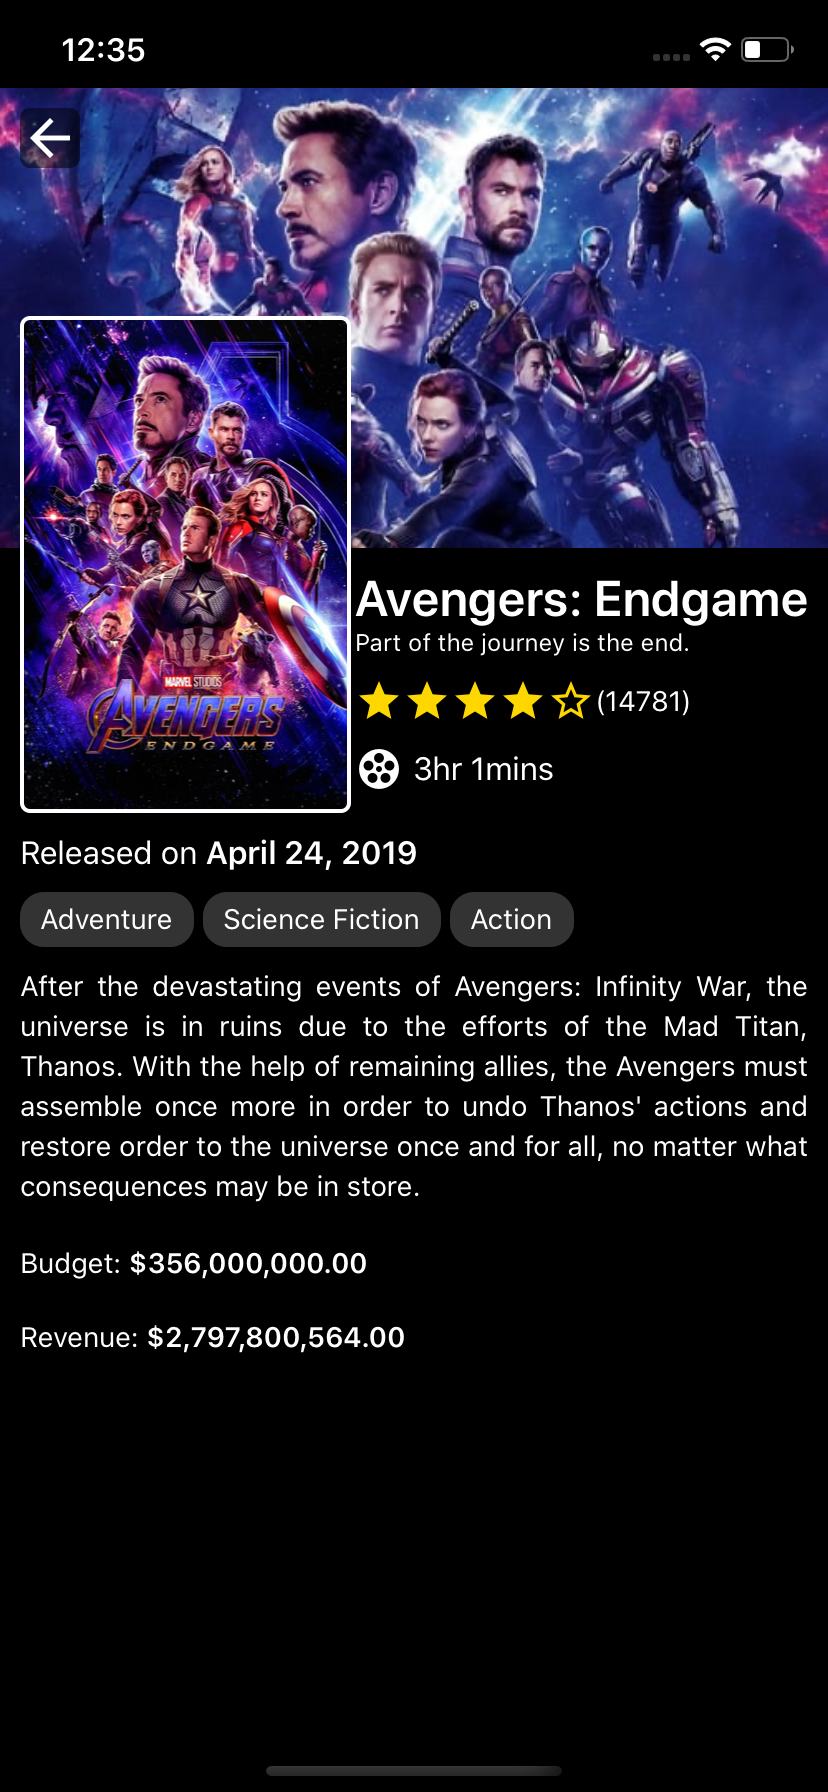 12:35
MARVEL STUDIOS
AVENGERS
ENDGAME
Avengers: Endgame
Part of the journey is the end.
(14781)
3hr 1mins
Released on April 24, 2019
Adventure Science Fiction Action
After the devastating events of Avengers: Infinity War, the
universe is in ruins due to the efforts of the Mad Titan,
Thanos. With the help of remaining allies, the Avengers must
assemble once more in order to undo Thanos' actions and
restore order to the universe once and for all, no matter what
consequences may be in store.
Budget: $356,000,000.00
Revenue: $2,797,800,564.00